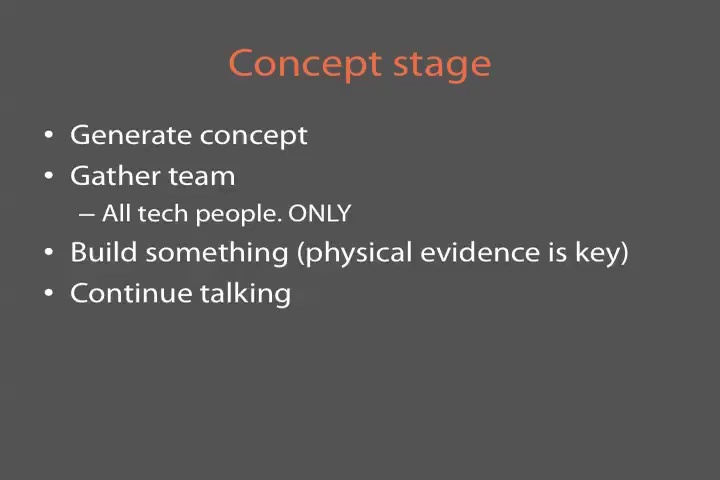 Concept stage
• Generate concept
• Gather team
– All tech people. ONLY
• Build something (physical evidence is key)
• Continue talking